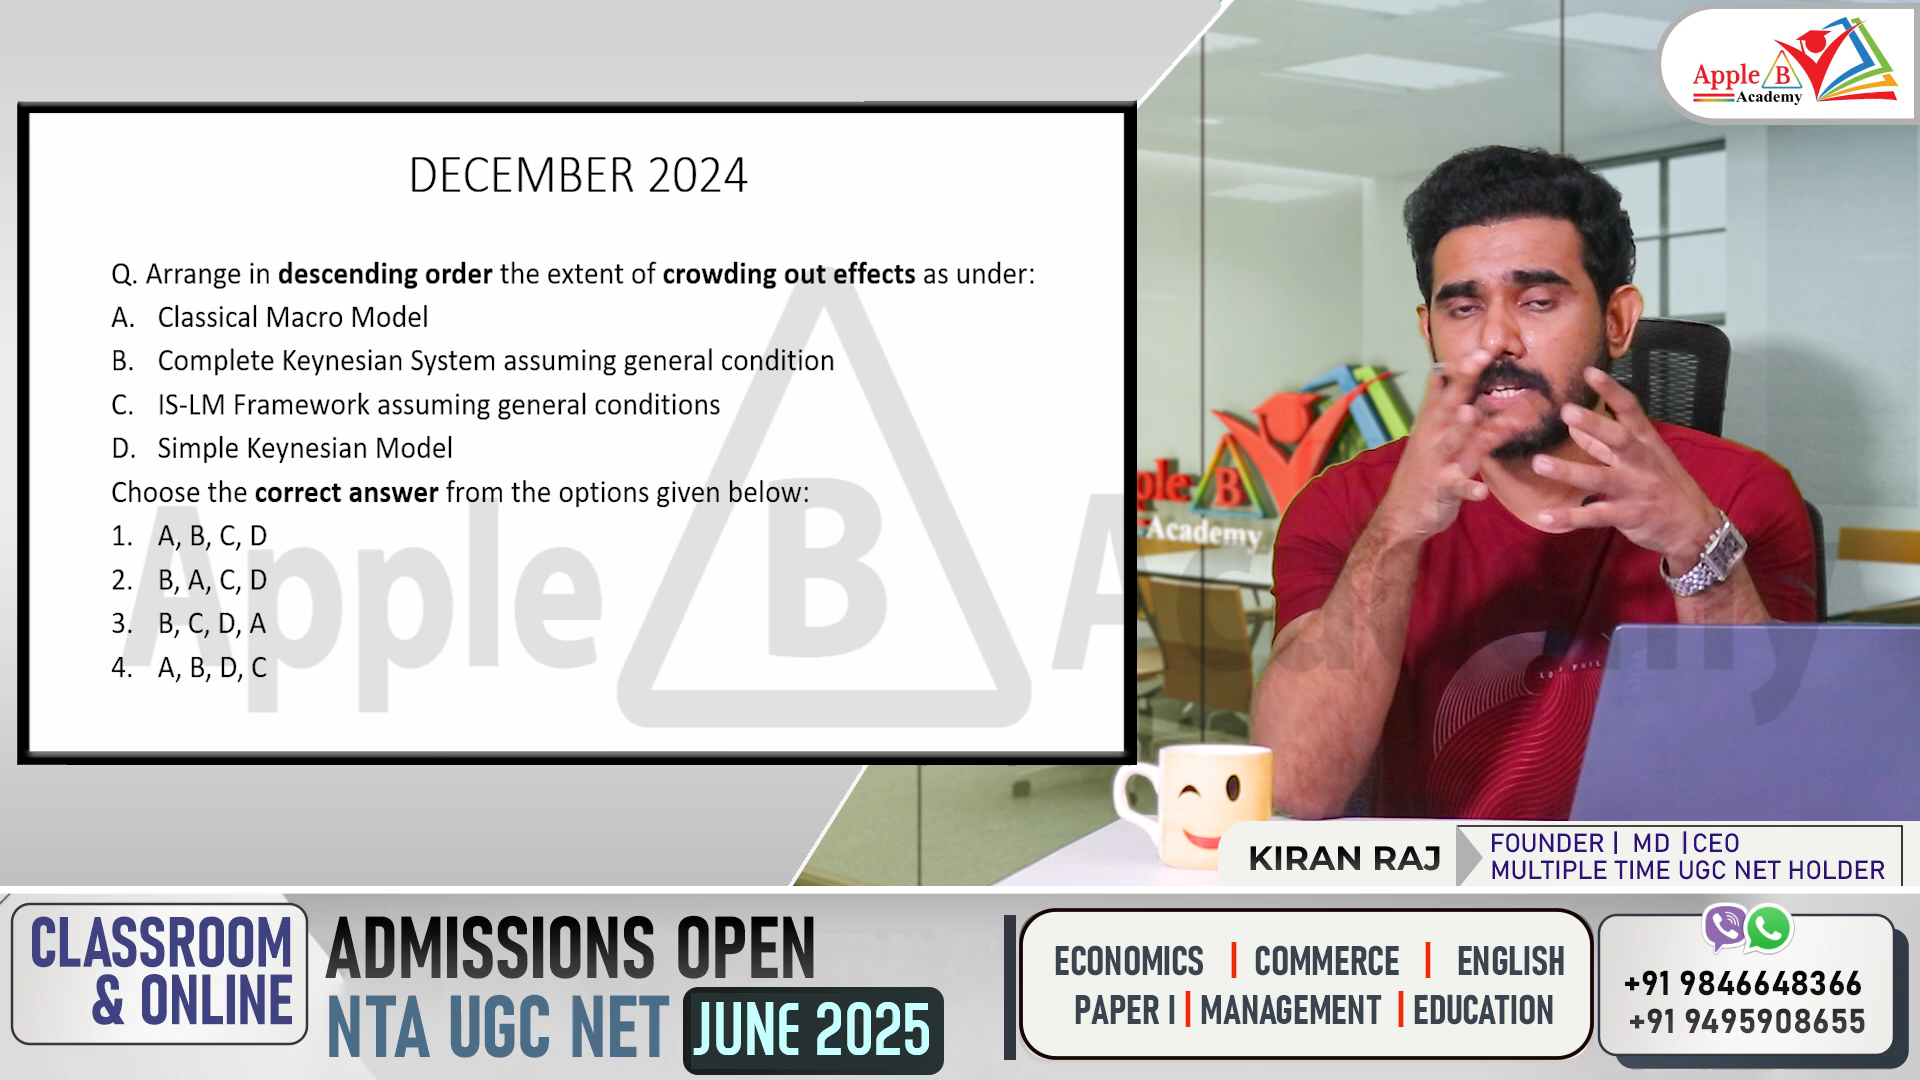 DECEMBER 2024
Q. Arrange in descending order the extent of crowding out effects as under:
A. Classical Macro Model
B. Complete Keynesian System assuming general condition
C. IS-LM Framework assuming general conditions
D. Simple Keynesian Model
Choose the correct answer from the options given below:
1. A, B, C, D
2. B, A, C, D
3. B, C, D, A
4. A, B, D, C
Apple B Academy
Apple B
Academy
ple B
Academy
KIRAN RAJ
FOUNDER | MD | CEO
MULTIPLE TIME UGC NET HOLDER
CLASSROOM
& ONLINE
ADMISSIONS OPEN
NTA UGC NET JUNE 2025
ECONOMICS | COMMERCE | ENGLISH
PAPER I | MANAGEMENT | EDUCATION
+91 9846648366
+91 9495908655